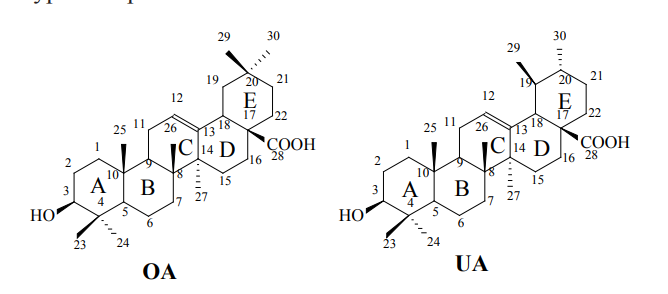 29 30
19 20 21
E
12 17 22
11 18
25 26 13 COOH
1 C 14 D 28
2 10 9 16
A B 8 15
3 4 5 7 27
HO 6
23 24
OA
30
29
19 20 21
E
12 17 22
11 18
25 26 13 COOH
1 C 14 D 28
2 10 9 16
A B 8 15
3 4 5 7 27
HO 6
23 24
UA